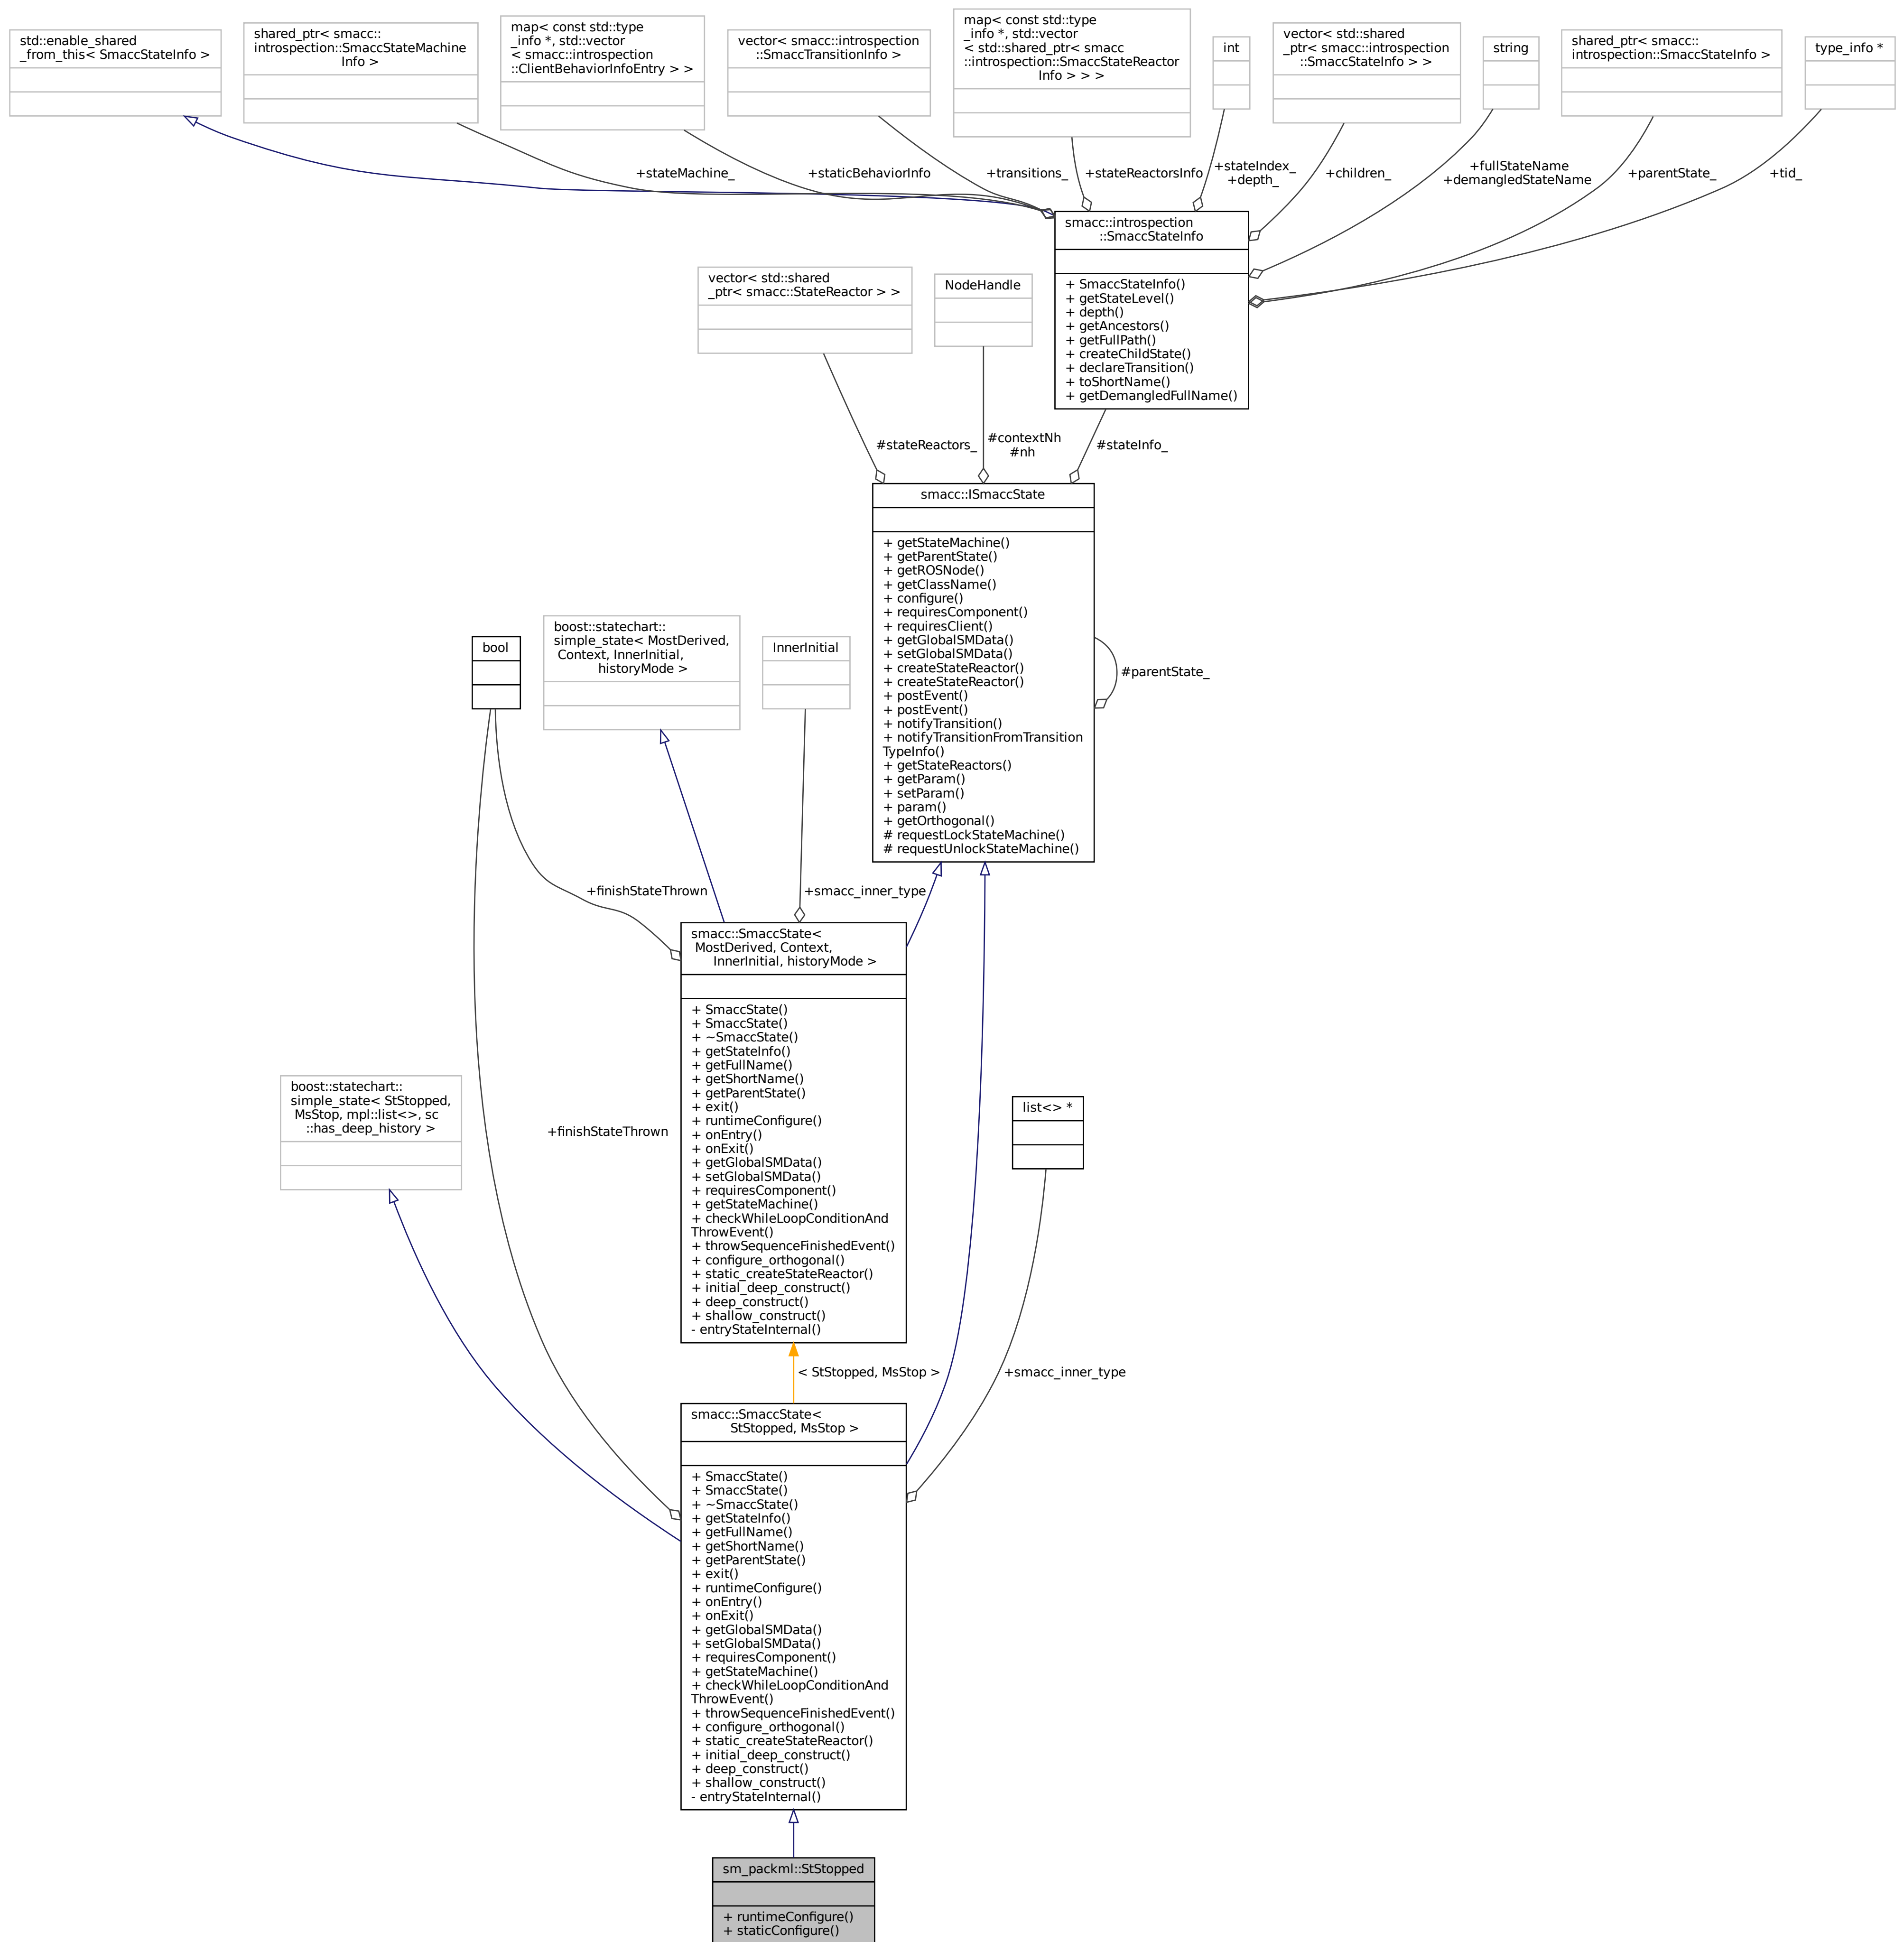 std::enable_shared
_from_this< SmaccStateInfo >
shared_ptr< smacc::
introspection::SmaccStateMachine
Info >
map< const std::type
_info *, std::vector
< smacc::introspection
::ClientBehaviorInfoEntry > >
vector< smacc::introspection
::SmaccTransitionInfo >
map< const std::type
_info *, std::vector
< std::shared_ptr< smacc
::introspection::SmaccStateReactor
Info > > >
int
vector< std::shared
_ptr< smacc::introspection
::SmaccStateInfo > >
string
shared_ptr< smacc::
introspection::SmaccStateInfo >
type_info *
+stateMachine_
+staticBehaviorInfo
+transitions_
+stateReactorsInfo
+stateIndex_
+depth_
+children_
+fullStateName
+demangledStateName
+parentState_
+tid_
smacc::introspection
::SmaccStateInfo
+ SmaccStateInfo()
+ getStateLevel()
+ depth()
+ getAncestors()
+ getFullPath()
+ createChildState()
+ declareTransition()
+ toShortName()
+ getDemangledFullName()
vector< std::shared
_ptr< smacc::StateReactor > >
NodeHandle
#stateReactors_
#contextNh
#nh
#stateInfo_
smacc::ISmaccState
+ getStateMachine()
+ getParentState()
+ getROSNode()
+ getClassName()
+ configure()
+ requiresComponent()
+ requiresClient()
+ getGlobalSMData()
+ setGlobalSMData()
+ createStateReactor()
+ createStateReactor()
+ postEvent()
+ postEvent()
+ notifyTransition()
+ notifyTransitionFromTransition
TypeInfo()
+ getStateReactors()
+ getParam()
+ setParam()
+ param()
+ getOrthogonal()
# requestLockStateMachine()
# requestUnlockStateMachine()
#parentState_
bool
boost::statechart::
simple_state< MostDerived,
Context, InnerInitial,
historyMode >
InnerInitial
+finishStateThrown
+smacc_inner_type
smacc::SmaccState<
MostDerived, Context,
InnerInitial, historyMode >
+ SmaccState()
+ SmaccState()
+ ~SmaccState()
+ getStateInfo()
+ getFullName()
+ getShortName()
+ getParentState()
+ exit()
+ runtimeConfigure()
+ onEntry()
+ onExit()
+ getGlobalSMData()
+ setGlobalSMData()
+ requiresComponent()
+ getStateMachine()
+ checkWhileLoopConditionAnd
ThrowEvent()
+ throwSequenceFinishedEvent()
+ configure_orthogonal()
+ static_createStateReactor()
+ initial_deep_construct()
+ deep_construct()
+ shallow_construct()
- entryStateInternal()
boost::statechart::
simple_state< StStopped,
MsStop, mpl::list<>, sc
::has_deep_history >
+finishStateThrown
list<> *
< StStopped, MsStop >
+smacc_inner_type
smacc::SmaccState<
StStopped, MsStop >
+ SmaccState()
+ SmaccState()
+ ~SmaccState()
+ getStateInfo()
+ getFullName()
+ getShortName()
+ getParentState()
+ exit()
+ runtimeConfigure()
+ onEntry()
+ onExit()
+ getGlobalSMData()
+ setGlobalSMData()
+ requiresComponent()
+ getStateMachine()
+ checkWhileLoopConditionAnd
ThrowEvent()
+ throwSequenceFinishedEvent()
+ configure_orthogonal()
+ static_createStateReactor()
+ initial_deep_construct()
+ deep_construct()
+ shallow_construct()
- entryStateInternal()
sm_packml::StStopped
+ runtimeConfigure()
+ staticConfigure()